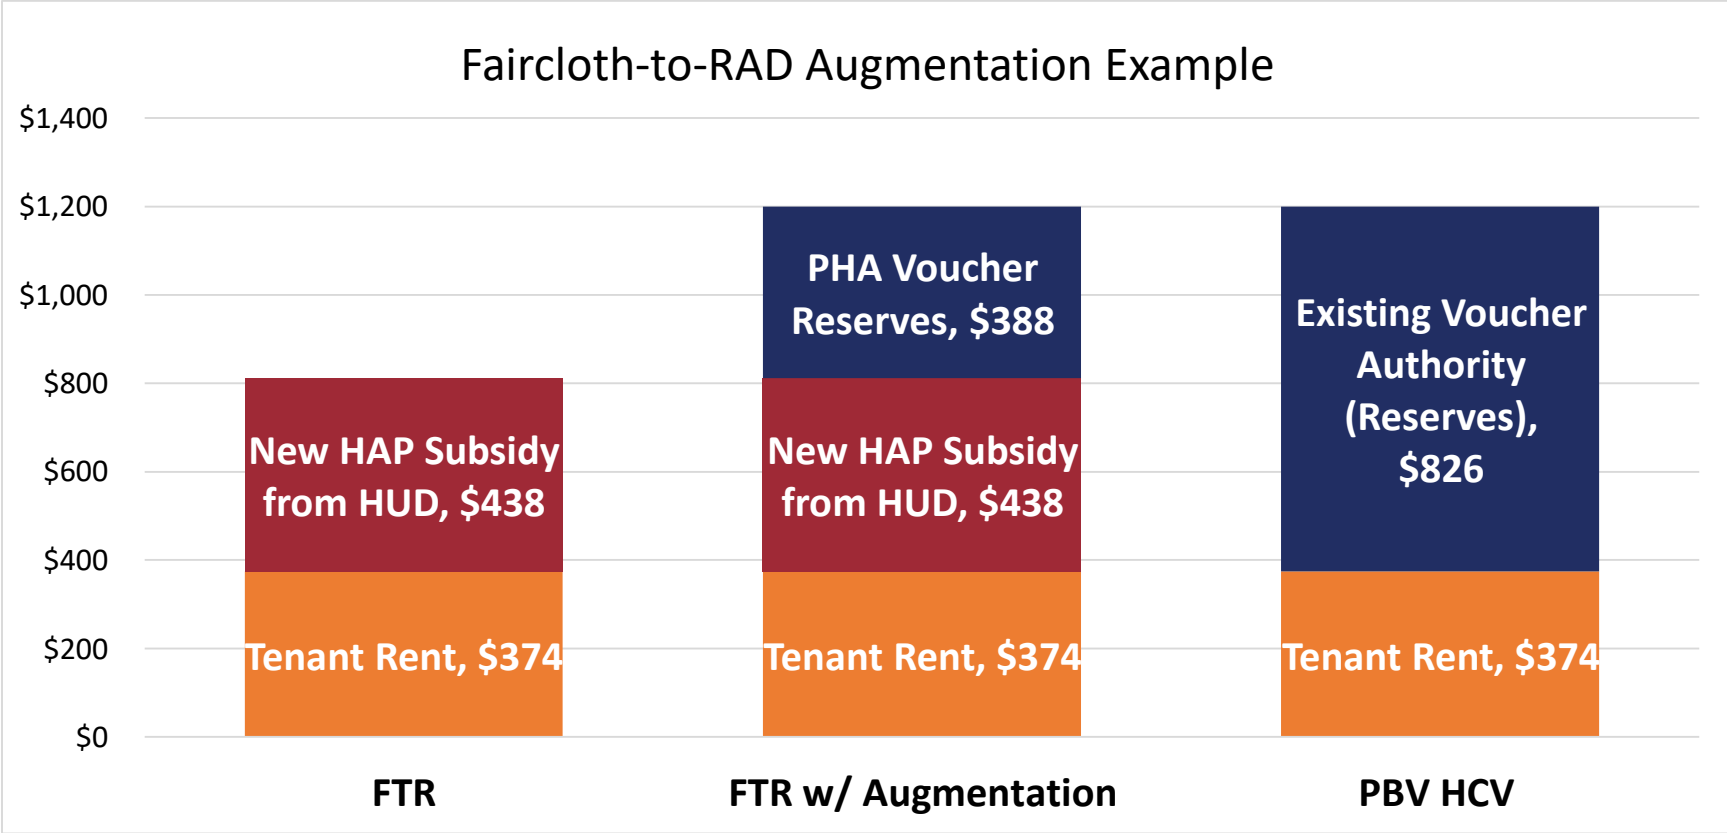 Faircloth-to-RAD Augmentation Example
$1,400
$1,200
$1,000
$800
$600
$400
$200
$0
New HAP Subsidy
from HUD, $438
Tenant Rent, $374
PHA Voucher
Reserves, $388
New HAP Subsidy
from HUD, $438
Tenant Rent, $374
Existing Voucher
Authority
(Reserves),
$826
Tenant Rent, $374
FTR
FTR w/ Augmentation
PBV HCV